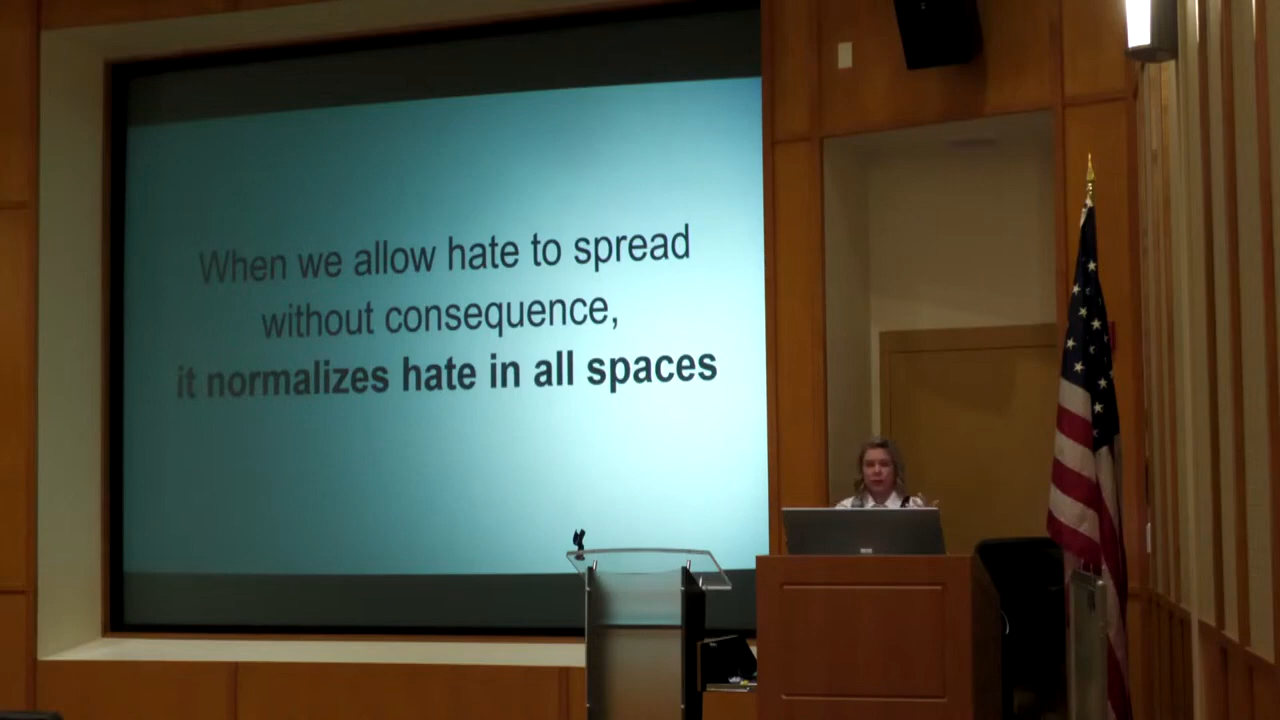 When we allow hate to spread
without consequence,
it normalizes hate in all spaces